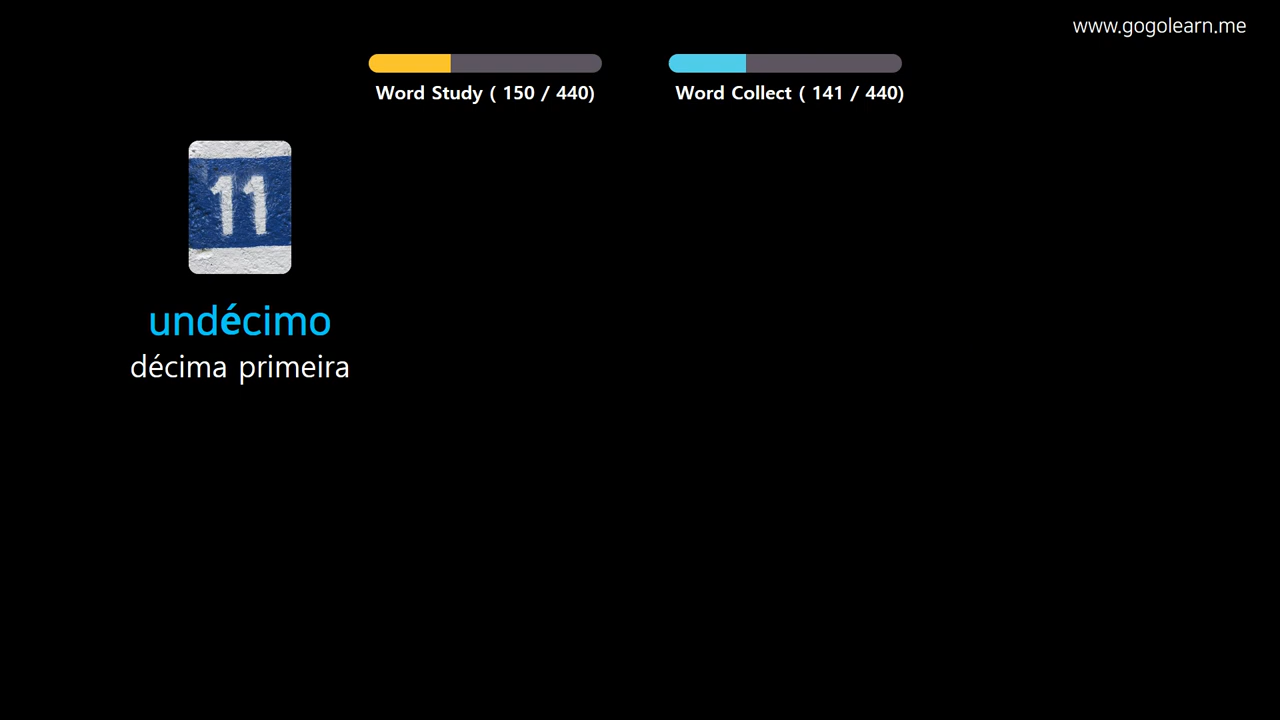 www.gogolearn.me
Word Study ( 150 / 440)
Word Collect ( 141 / 440)
11
undécimo
décima primeira